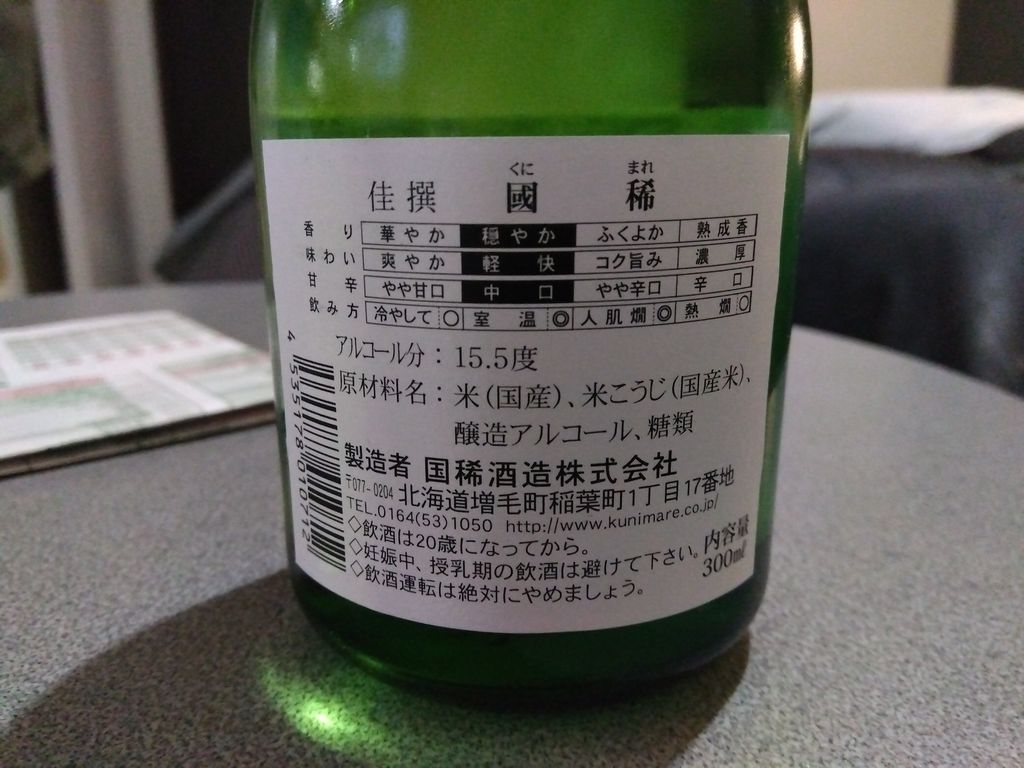 くに まれ
佳撰 國 稀
香り 華やか 穏やか ふくよか 熟成香
味わい 爽やか 軽快 コク旨み 濃厚
甘辛 やや甘口 中口 やや辛口 辛口
飲み方 冷やして○ 室温◎ 人肌燗◎ 熱燗○
アルコール分：15.5度
原材料名：米(国産)、米こうじ(国産米)、
醸造アルコール、糖類
製造者 国稀酒造株式会社
〒077-0204 北海道増毛町稲葉町1丁目17番地
TEL.0164(53)1050 http://www.kunimare.co.jp/
◇飲酒は20歳になってから。
◇妊娠中、授乳期の飲酒は避けて下さい。
◇飲酒運転は絶対にやめましょう。
内容量
300㎖
4 535178 010712